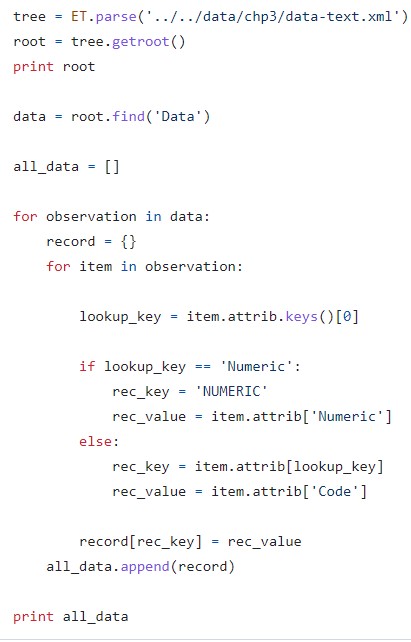 tree = ET.parse('../../data/chp3/data-text.xml')
root = tree.getroot()
print root
data = root.find('Data')
all_data = []
for observation in data:
    record = {}
    for item in observation:
        lookup_key = item.attrib.keys()[0]
        if lookup_key == 'Numeric':
            rec_key = 'NUMERIC'
            rec_value = item.attrib['Numeric']
        else:
            rec_key = item.attrib[lookup_key]
            rec_value = item.attrib['Code']
        record[rec_key] = rec_value
    all_data.append(record)
print all_data